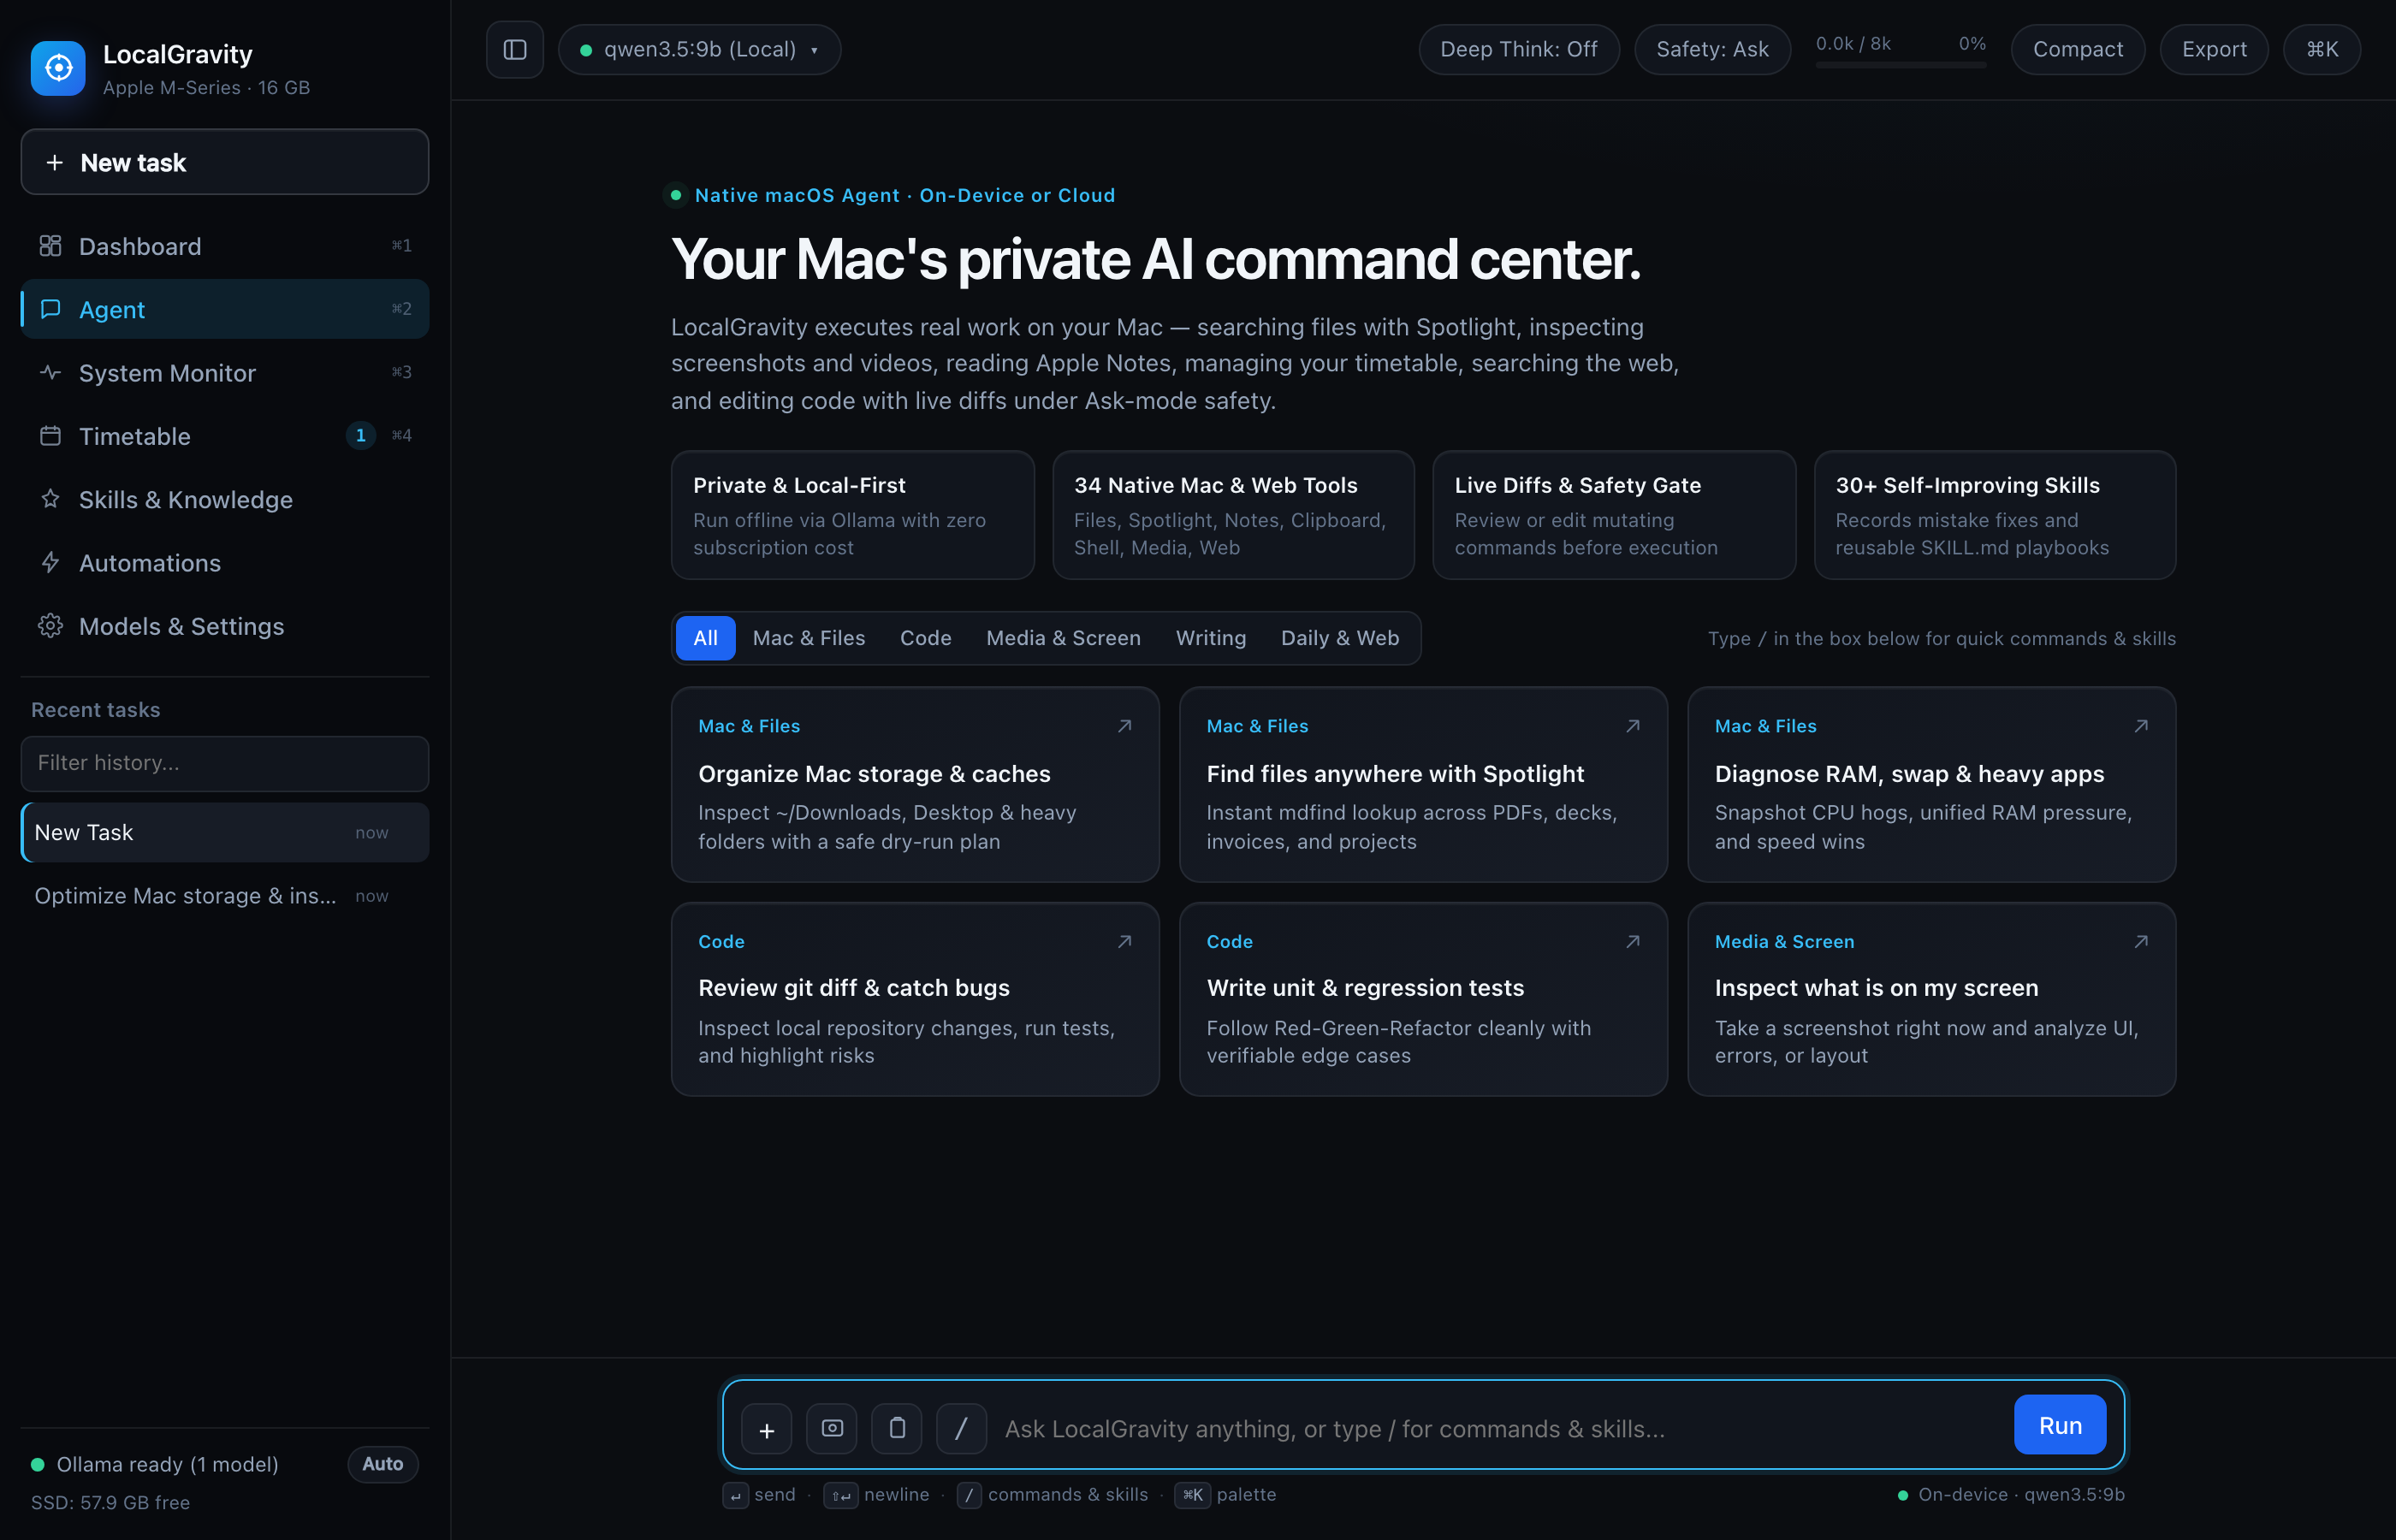 LocalGravity
Apple M-Series · 16 GB
+ New task
Dashboard ⌘1
Agent ⌘2
System Monitor ⌘3
Timetable 1 ⌘4
Skills & Knowledge
Automations
Models & Settings
Recent tasks
Filter history...
New Task now
Optimize Mac storage & ins... now
Ollama ready (1 model) Auto
SSD: 57.9 GB free
qwen3.5:9b (Local) ▾
Deep Think: Off
Safety: Ask
0.0k / 8k 0%
Compact
Export
⌘K
Native macOS Agent · On-Device or Cloud
Your Mac's private AI command center.
LocalGravity executes real work on your Mac — searching files with Spotlight, inspecting
screenshots and videos, reading Apple Notes, managing your timetable, searching the web,
and editing code with live diffs under Ask-mode safety.
Private & Local-First
Run offline via Ollama with zero
subscription cost
34 Native Mac & Web Tools
Files, Spotlight, Notes, Clipboard,
Shell, Media, Web
Live Diffs & Safety Gate
Review or edit mutating
commands before execution
30+ Self-Improving Skills
Records mistake fixes and
reusable SKILL.md playbooks
All Mac & Files Code Media & Screen Writing Daily & Web
Type / in the box below for quick commands & skills
Mac & Files
Organize Mac storage & caches
Inspect ~/Downloads, Desktop & heavy
folders with a safe dry-run plan
Mac & Files
Find files anywhere with Spotlight
Instant mdfind lookup across PDFs, decks,
invoices, and projects
Mac & Files
Diagnose RAM, swap & heavy apps
Snapshot CPU hogs, unified RAM pressure,
and speed wins
Code
Review git diff & catch bugs
Inspect local repository changes, run tests,
and highlight risks
Code
Write unit & regression tests
Follow Red-Green-Refactor cleanly with
verifiable edge cases
Media & Screen
Inspect what is on my screen
Take a screenshot right now and analyze UI,
errors, or layout
+ / Ask LocalGravity anything, or type / for commands & skills... Run
↵ send · ⇧↵ newline · / commands & skills · ⌘K palette
On-device · qwen3.5:9b